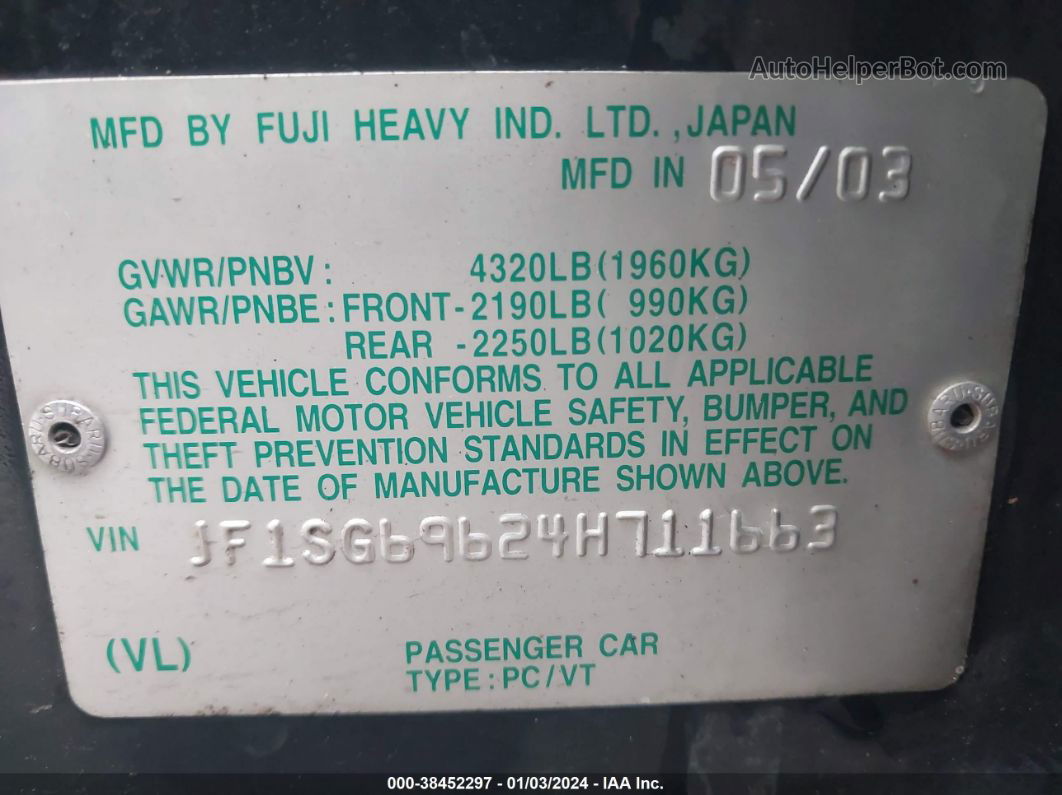 AutoHelperBot.com
MFD BY FUJI HEAVY IND. LTD.,JAPAN
MFD IN 05/03
GVWR/PNBV: 4320LB(1960KG)
GAWR/PNBE:FRONT-2190LB( 990KG)
REAR -2250LB(1020KG)
THIS VEHICLE CONFORMS TO ALL APPLICABLE
FEDERAL MOTOR VEHICLE SAFETY, BUMPER, AND
THEFT PREVENTION STANDARDS IN EFFECT ON
THE DATE OF MANUFACTURE SHOWN ABOVE.
VIN JF1SG69624H711663
(VL) PASSENGER CAR
TYPE:PC/VT
000-38452297 - 01/03/2024 - IAA Inc.